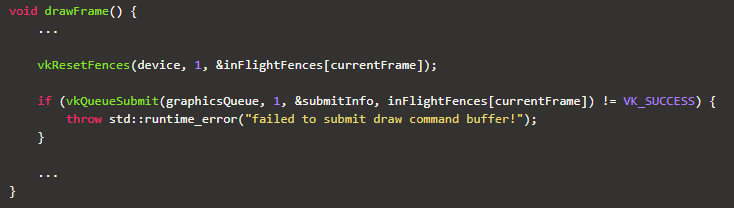 void drawFrame() {
    ...

    vkResetFences(device, 1, &inFlightFences[currentFrame]);

    if (vkQueueSubmit(graphicsQueue, 1, &submitInfo, inFlightFences[currentFrame]) != VK_SUCCESS) {
        throw std::runtime_error("failed to submit draw command buffer!");
    }

    ...
}